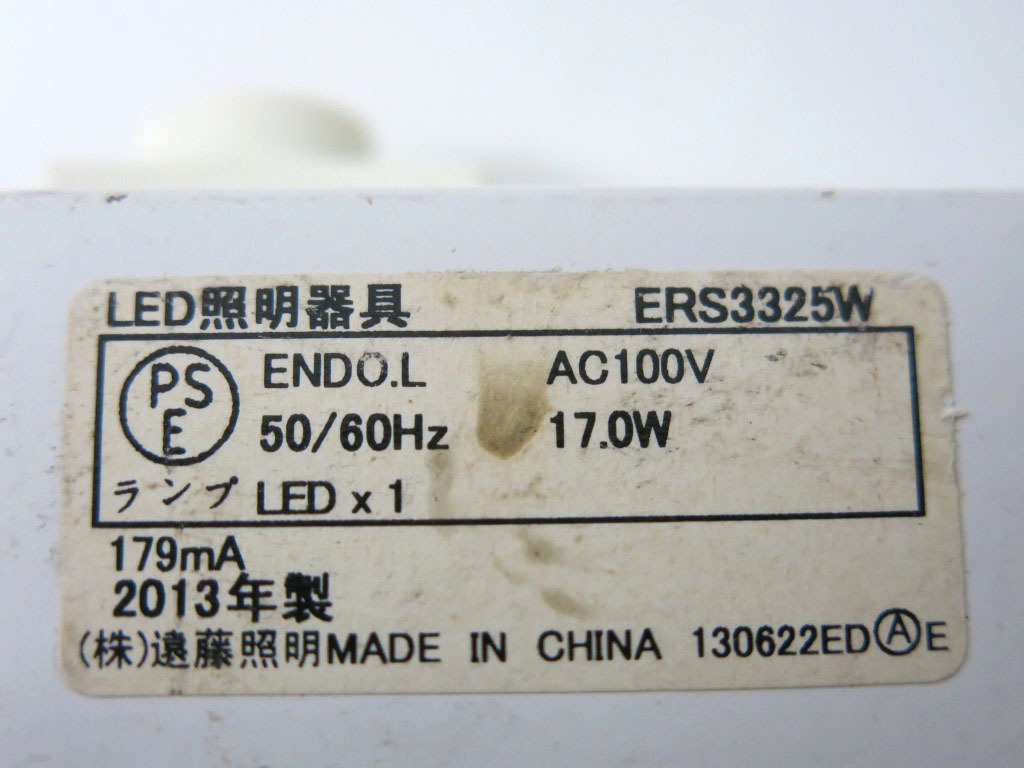 LED照明器具 ERS3325W
PS
E
ENDO.L AC100V
50/60Hz 17.0W
ランプ LED x 1
179mA
2013年製
(株)遠藤照明MADE IN CHINA 130622EDⒶE